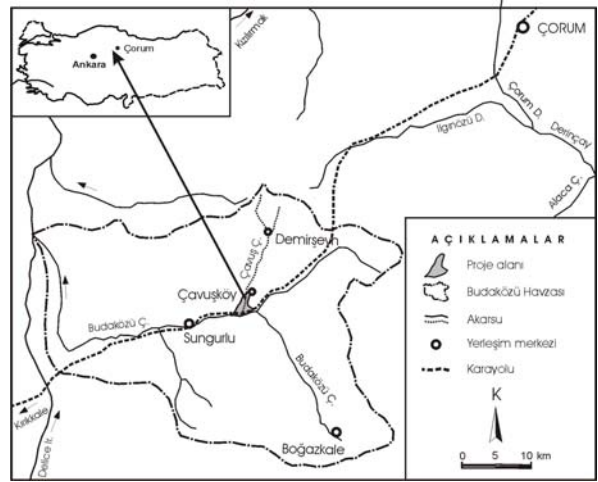 Kızılırmak
ÇORUM
Çorum
Ankara
Çorum D.
Ilgınözü D.
Derinçay
Alaca Ç.
Demirşeyh
Çavuş Ç.
Çavuşköy
Budaközü Ç.
Sungurlu
Budaközü Ç.
Boğazkale
Kırıkkale
Delice Ir.
AÇIKLAMALAR
Proje alanı
Budaközü Havzası
Akarsu
Yerleşim merkezi
Karayolu
K
0 5 10 km